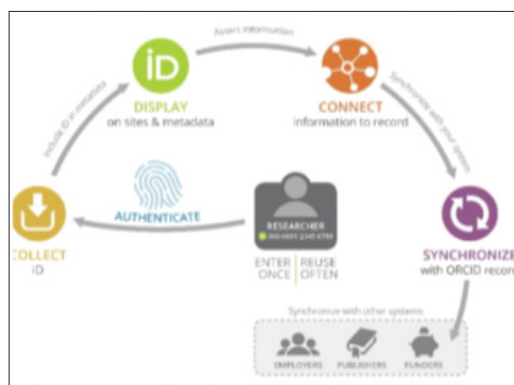 Assert information
iD
DISPLAY
on sites & metadata
CONNECT
information to record
Include iD in metadata
Synchronize with your system
AUTHENTICATE
RESEARCHER
COLLECT
iD
ENTER ONCE | REUSE OFTEN
SYNCHRONIZE
with ORCID record
Synchronize with other systems
EMPLOYERS
PUBLISHERS
FUNDERS